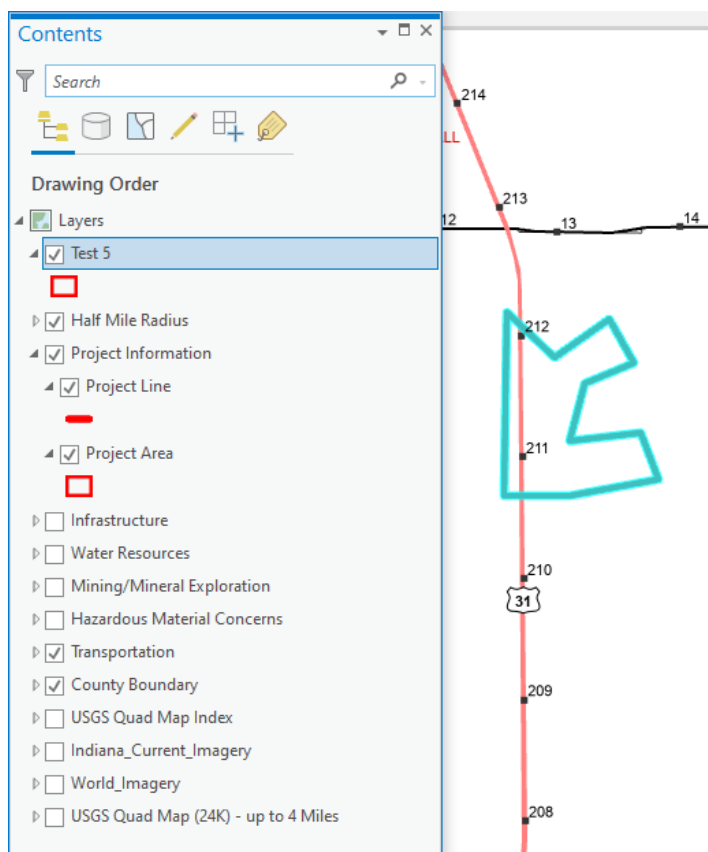 Contents
Search
Drawing Order
Layers
Test 5
Half Mile Radius
Project Information
Project Line
Project Area
Infrastructure
Water Resources
Mining/Mineral Exploration
Hazardous Material Concerns
Transportation
County Boundary
USGS Quad Map Index
Indiana_Current_Imagery
World_Imagery
USGS Quad Map (24K) - up to 4 Miles
214
LL
213
12
13
14
212
211
210
31
209
208